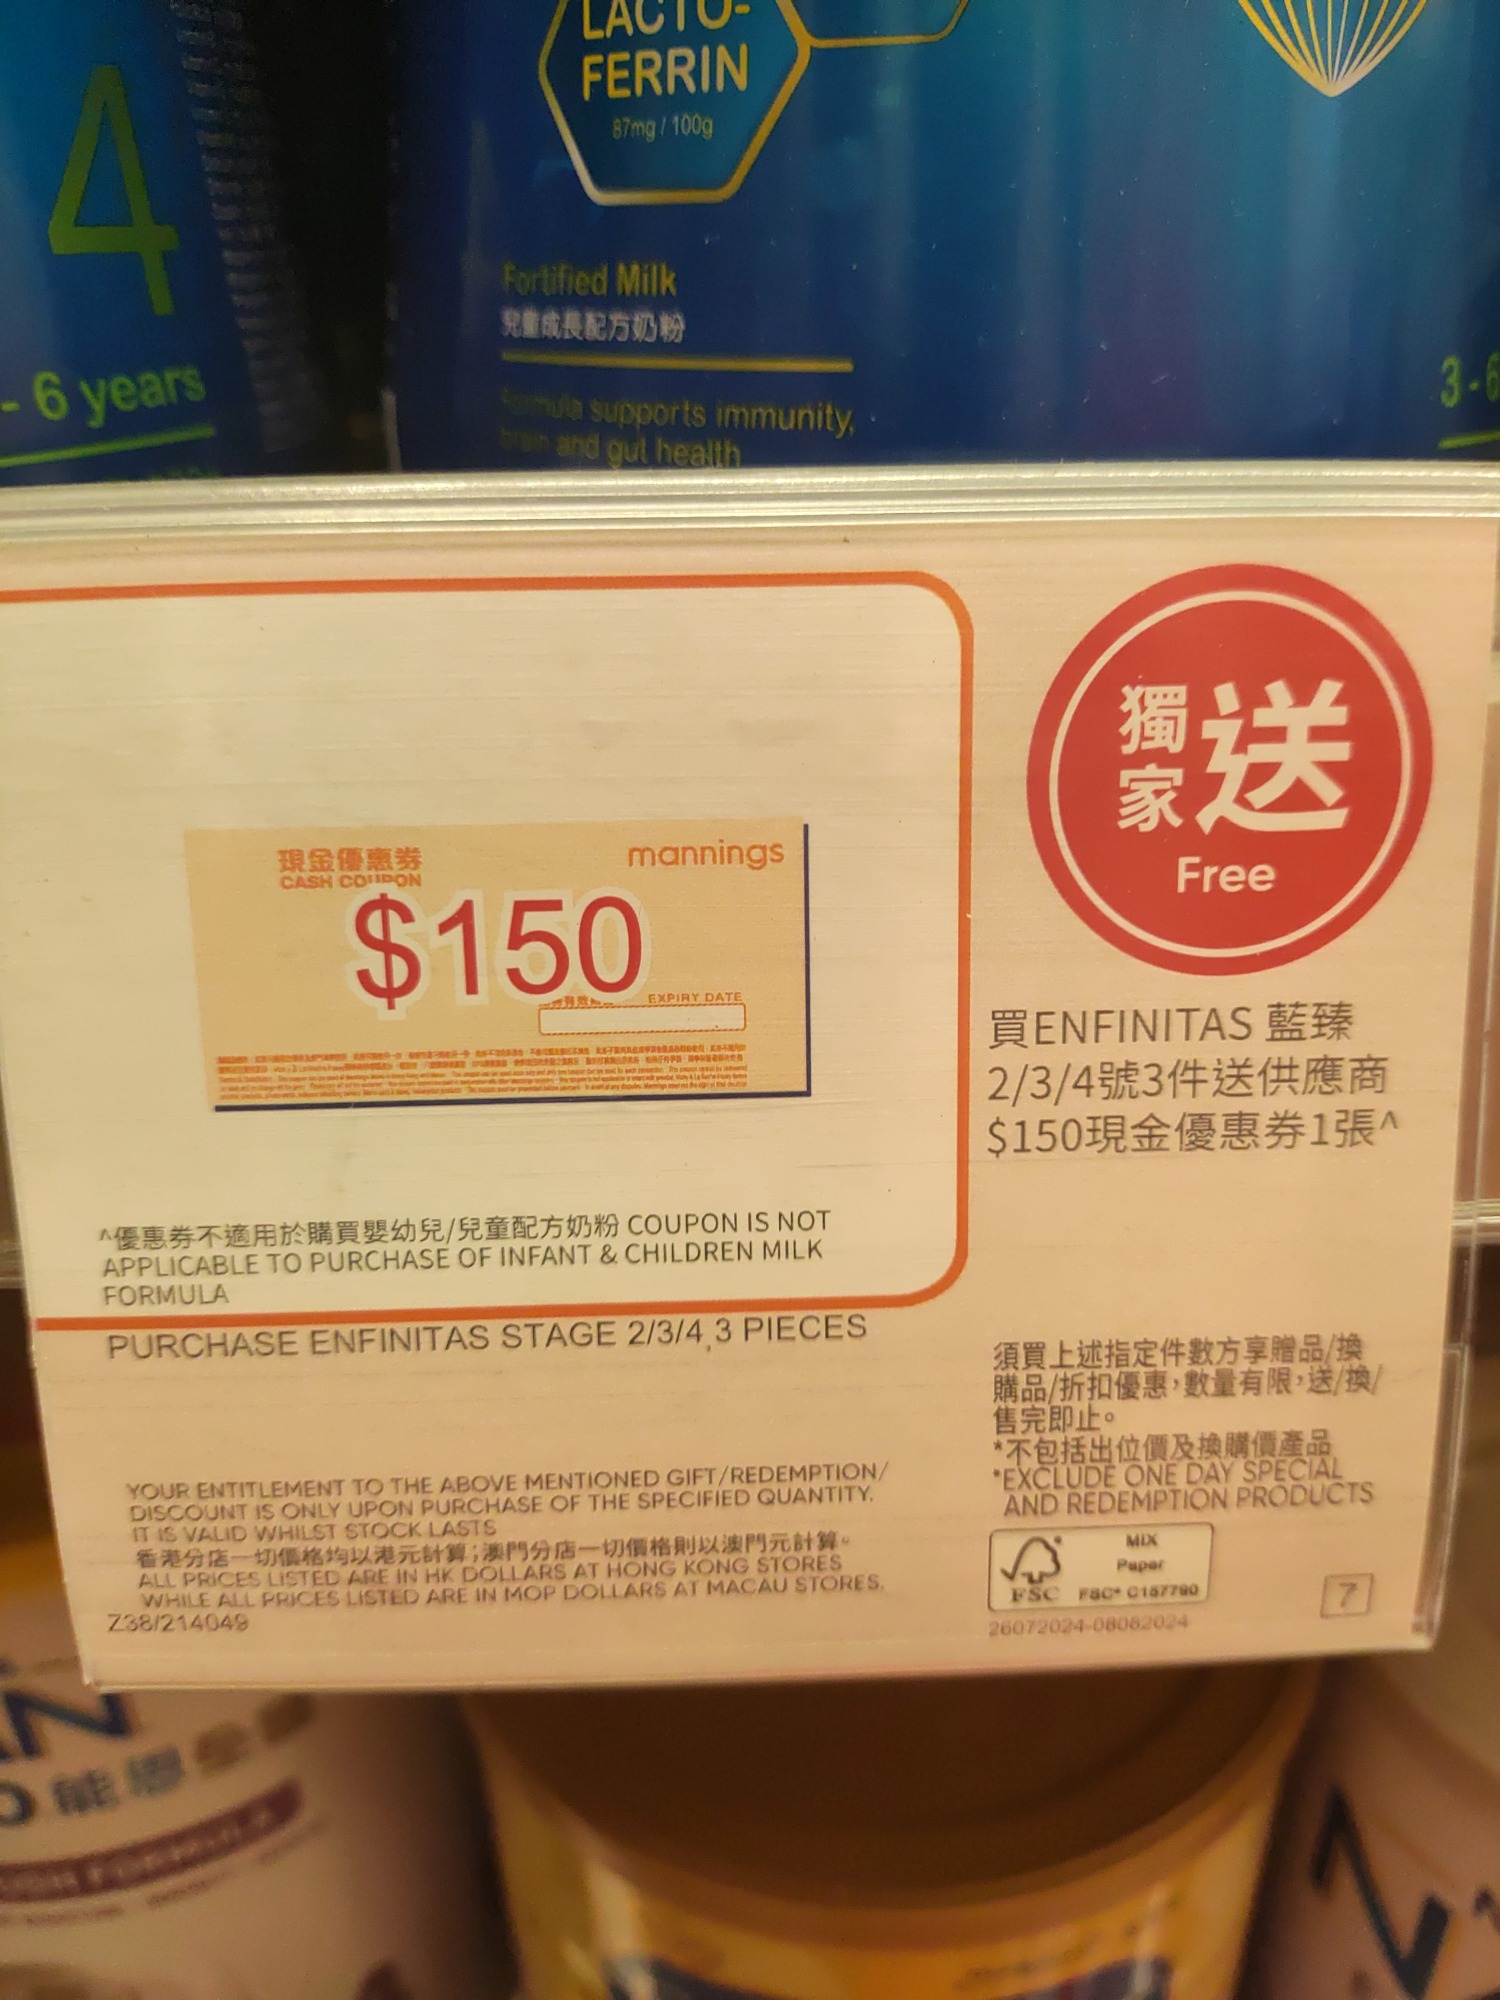 LACTO-
FERRIN
87mg / 100g
4
Fortified Milk
兒童成長配方奶粉
- 6 years
3-6
Formula supports immunity,
brain and gut health
獨家送
Free
現金優惠券
CASH COUPON
mannings
$150
EXPIRY DATE
買ENFINITAS 藍臻
2/3/4號3件送供應商
$150現金優惠券1張^
^優惠券不適用於購買嬰幼兒/兒童配方奶粉 COUPON IS NOT
APPLICABLE TO PURCHASE OF INFANT & CHILDREN MILK
FORMULA
PURCHASE ENFINITAS STAGE 2/3/4,3 PIECES
須買上述指定件數方享贈品/換
購品/折扣優惠，數量有限，送/換/
售完即止。
*不包括出位價及換購價產品
*EXCLUDE ONE DAY SPECIAL
AND REDEMPTION PRODUCTS
YOUR ENTITLEMENT TO THE ABOVE MENTIONED GIFT/REDEMPTION/
DISCOUNT IS ONLY UPON PURCHASE OF THE SPECIFIED QUANTITY.
IT IS VALID WHILST STOCK LASTS
香港分店一切價格均以港元計算；澳門分店一切價格則以澳門元計算。
ALL PRICES LISTED ARE IN HK DOLLARS AT HONG KONG STORES
WHILE ALL PRICES LISTED ARE IN MOP DOLLARS AT MACAU STORES.
Z38/214049
FSC
MIX
Paper
FSC® C157790
7
26072024-08082024